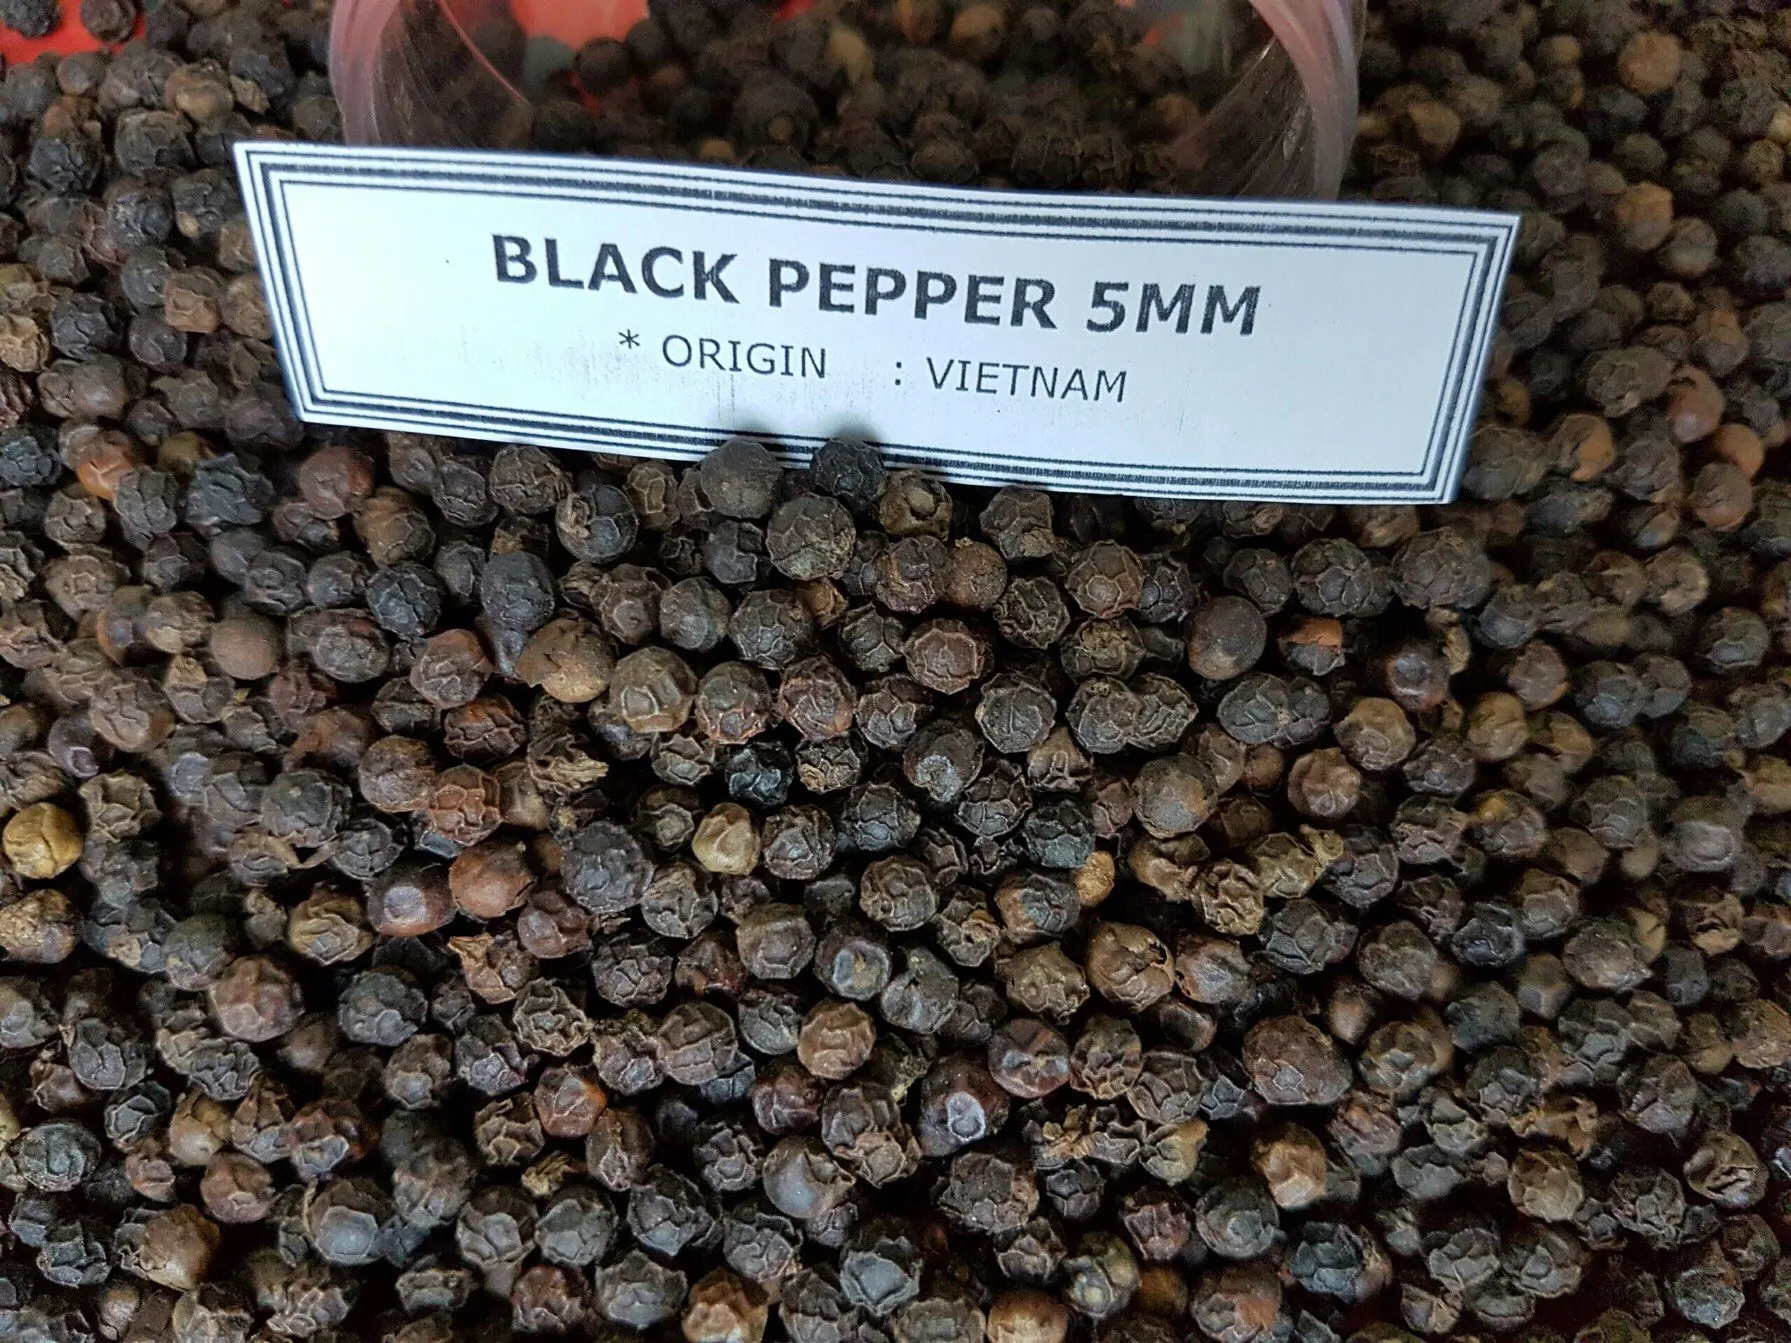 BLACK PEPPER 5MM
* ORIGIN : VIETNAM